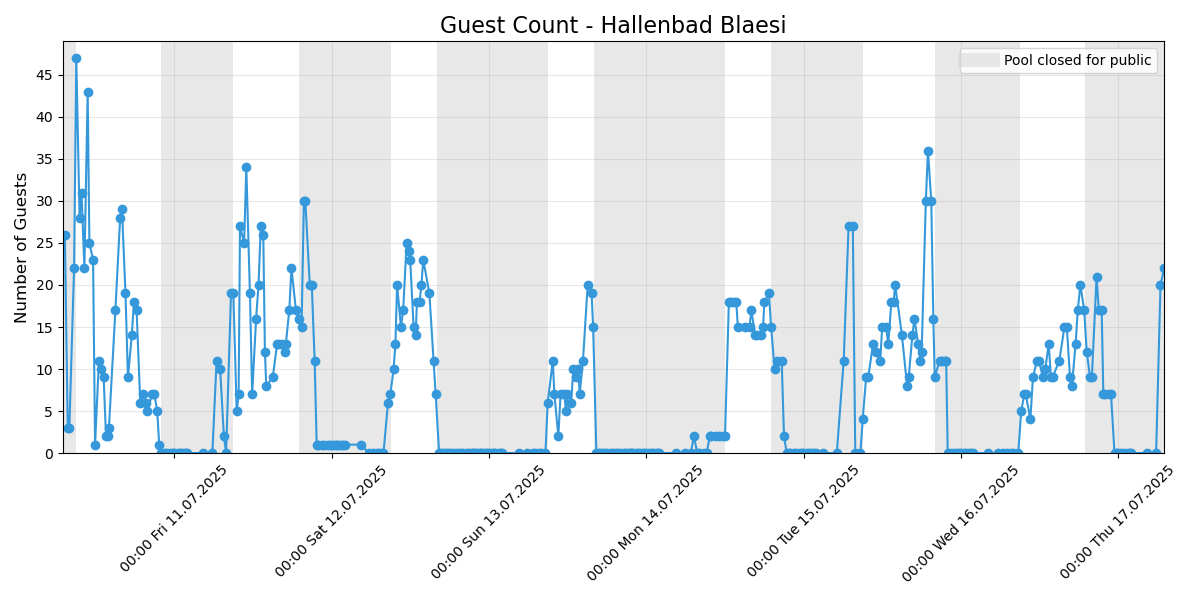 Guest Count - Hallenbad Blaesi
Pool closed for public
Number of Guests
45
40
35
30
25
20
15
10
5
0
00:00 Fri 11.07.2025
00:00 Sat 12.07.2025
00:00 Sun 13.07.2025
00:00 Mon 14.07.2025
00:00 Tue 15.07.2025
00:00 Wed 16.07.2025
00:00 Thu 17.07.2025